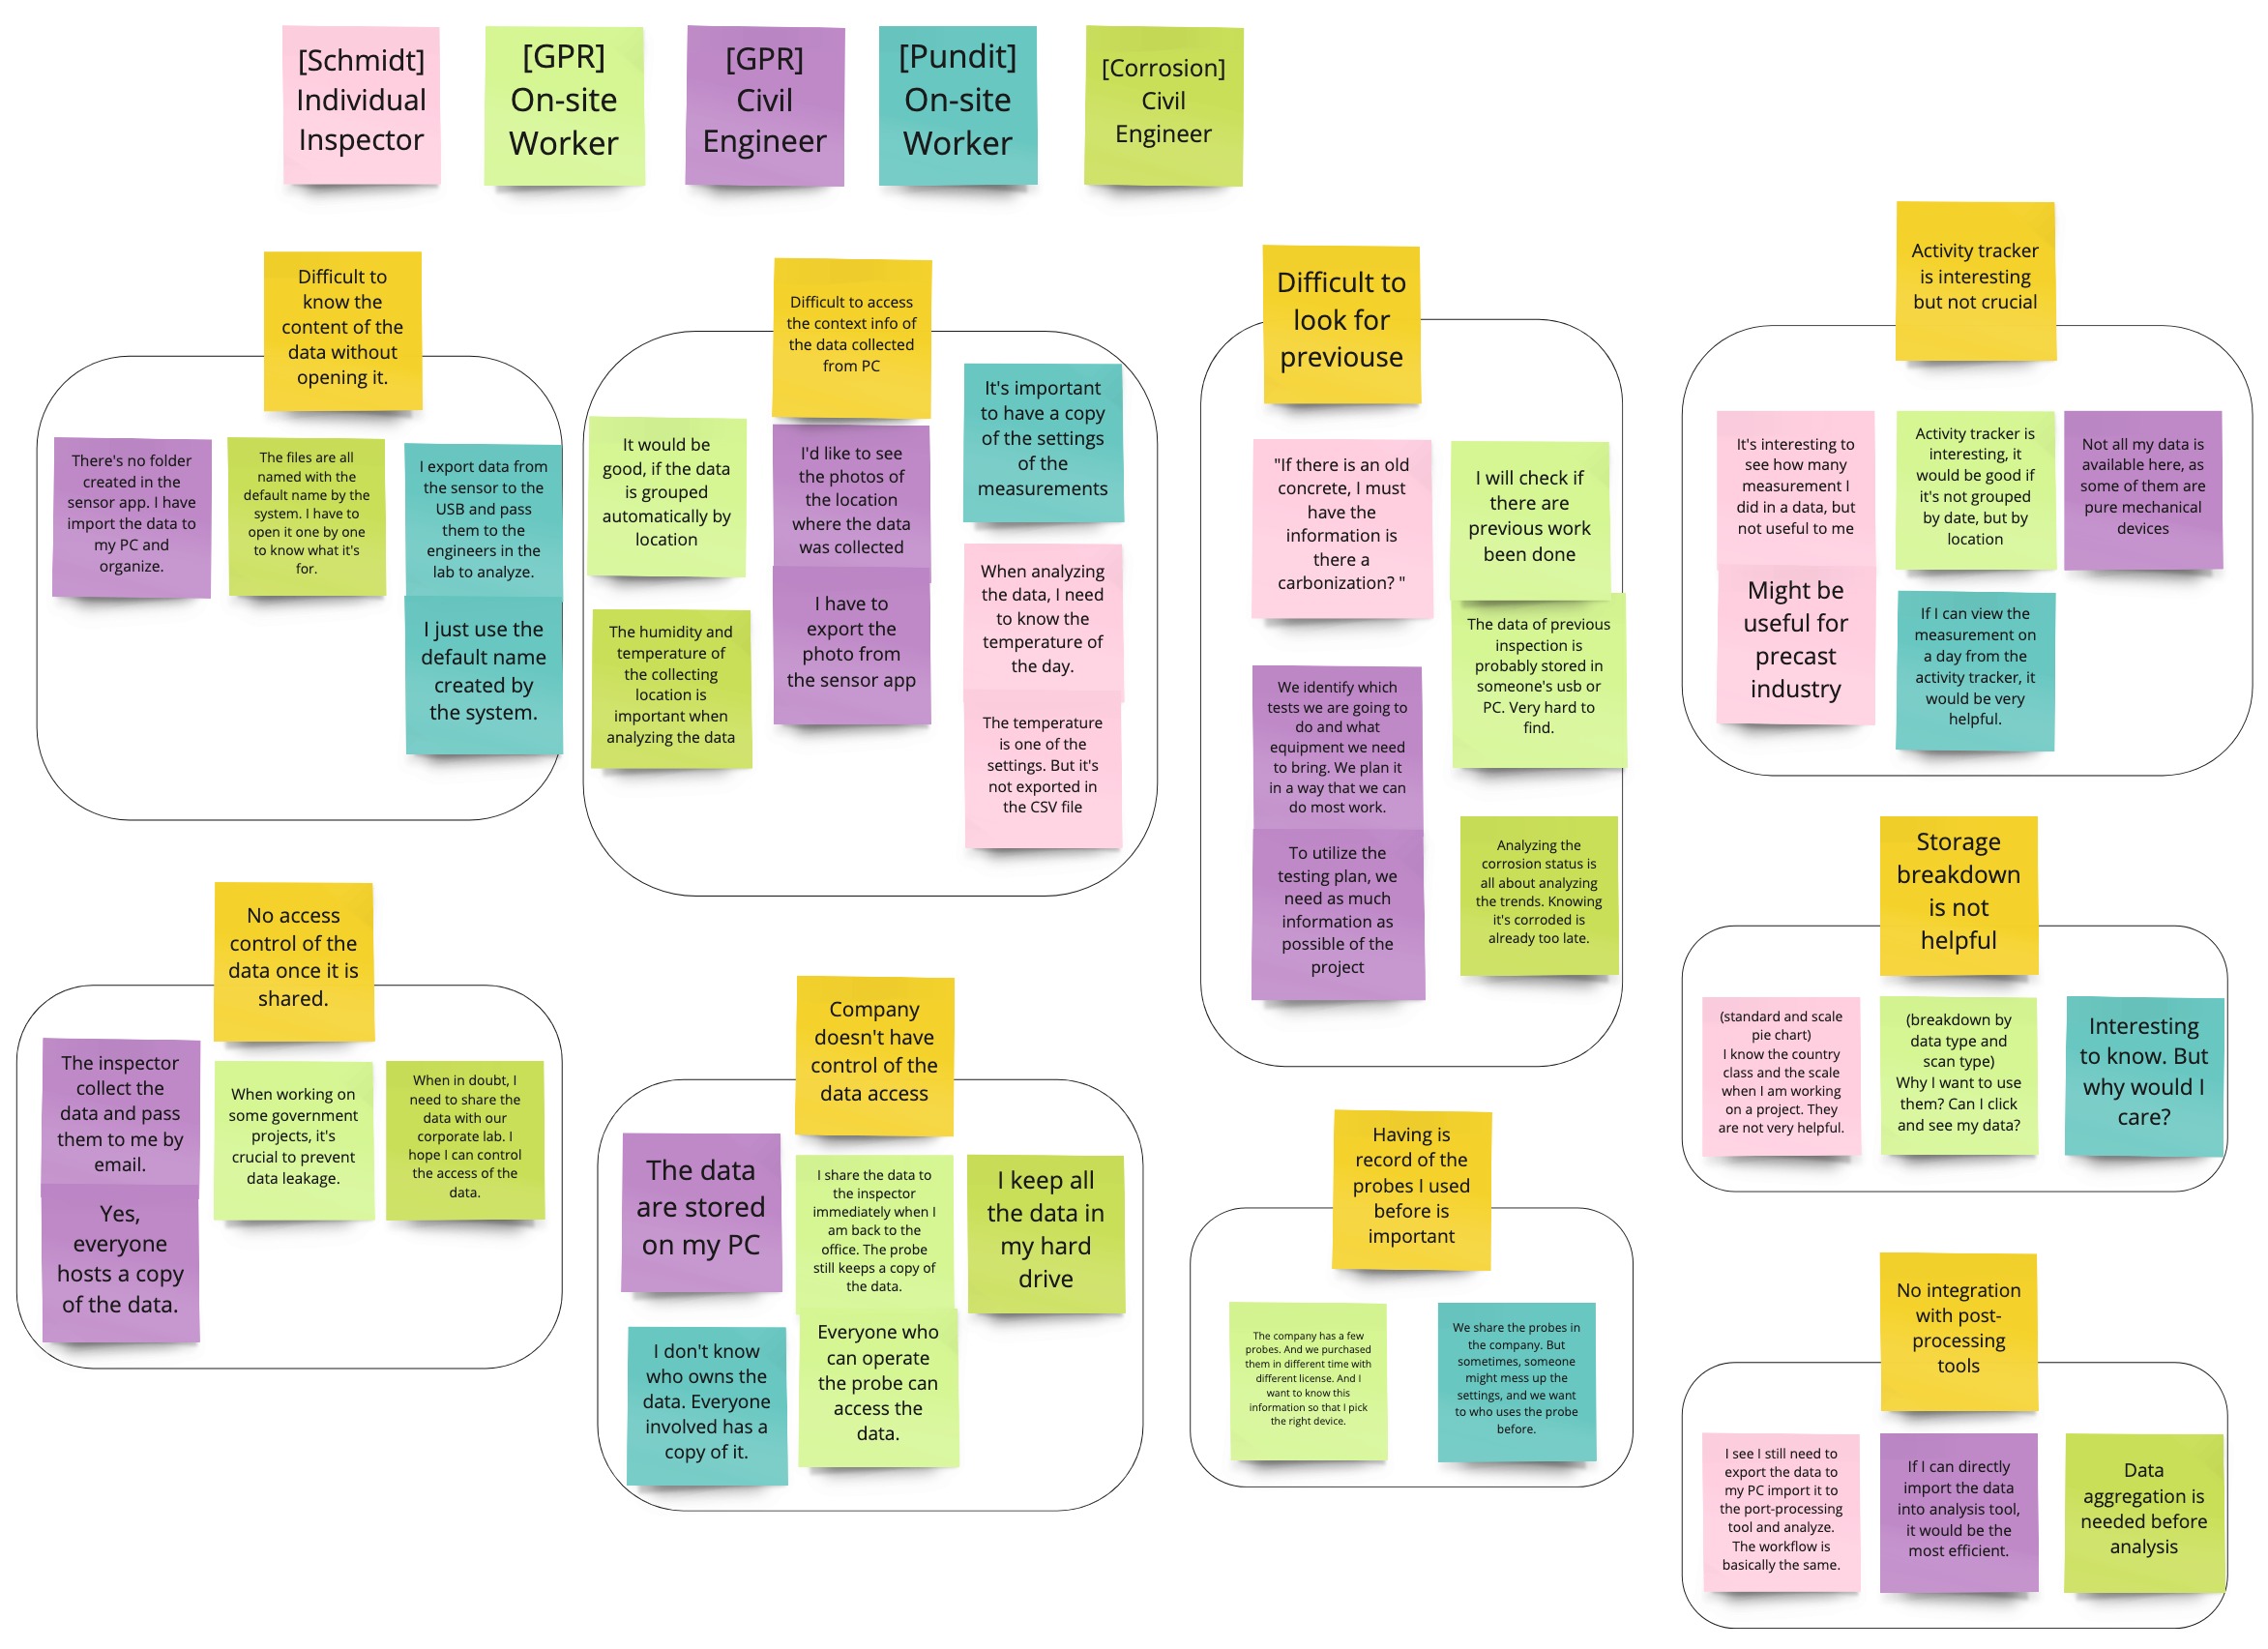 [Schmidt]
Individual
Inspector
[GPR]
On-site
Worker
[GPR]
Civil
Engineer
[Pundit]
On-site
Worker
[Corrosion]
Civil
Engineer
Difficult to
know the
content of the
data without
opening it.
There's no folder
created in the
sensor app. I have
import the data to
my PC and
organize.
The files are all
named with the
default name by the
system. I have to
open it one by one
to know what it's
for.
I export data from
the sensor to the
USB and pass
them to the
engineers in the
lab to analyze.
I just use the
default name
created by
the system.
Difficult to access
the context info of
the data collected
from PC
It would be
good, if the data
is grouped
automatically by
location
I'd like to see
the photos of
the location
where the data
was collected
It's important
to have a copy
of the settings
of the
measurements
The humidity and
temperature of
the collecting
location is
important when
analyzing the data
I have to
export the
photo from
the sensor app
When analyzing
the data, I need
to know the
temperature of
the day.
The temperature
is one of the
settings. But it's
not exported in
the CSV file
Difficult to
look for
previouse
"If there is an old
concrete, I must
have the
information is
there a
carbonization? "
I will check if
there are
previous work
been done
The data of previous
inspection is
probably stored in
someone's usb or
PC. Very hard to
find.
We identify which
tests we are going to
do and what
equipment we need
to bring. We plan it
in a way that we can
do most work.
To utilize the
testing plan, we
need as much
information as
possible of the
project
Analyzing the
corrosion status is
all about analyzing
the trends. Knowing
it's corroded is
already too late.
Activity tracker
is interesting
but not crucial
It's interesting to
see how many
measurement I
did in a data, but
not useful to me
Activity tracker is
interesting, it
would be good if
it's not grouped
by date, but by
location
Not all my data is
available here, as
some of them are
pure mechanical
devices
Might be
useful for
precast
industry
If I can view the
measurement on
a day from the
activity tracker, it
would be very
helpful.
No access
control of the
data once it is
shared.
The inspector
collect the
data and pass
them to me by
email.
Yes,
everyone
hosts a copy
of the data.
When working on
some government
projects, it's
crucial to prevent
data leakage.
When in doubt, I
need to share the
data with our
corporate lab. I
hope I can control
the access of the
data.
Company
doesn't have
control of the
data access
The data
are stored
on my PC
I share the data to
the inspector
immediately when I
am back to the
office. The probe
still keeps a copy of
the data.
I keep all
the data in
my hard
drive
I don't know
who owns the
data. Everyone
involved has a
copy of it.
Everyone who
can operate
the probe can
access the
data.
Having is
record of the
probes I used
before is
important
The company has a few
probes. And we purchased
them in different time with
different license. And I
want to know this
information so that I pick
the right device.
We share the probes in
the company. But
sometimes, someone
might mess up the
settings, and we want
to who uses the probe
before.
Storage
breakdown
is not
helpful
(standard and scale
pie chart)
I know the country
class and the scale
when I am working
on a project. They
are not very helpful.
(breakdown by
data type and
scan type)
Why I want to use
them? Can I click
and see my data?
Interesting
to know. But
why would I
care?
No integration
with post-
processing
tools
I see I still need to
export the data to
my PC import it to
the port-processing
tool and analyze.
The workflow is
basically the same.
If I can directly
import the data
into analysis tool,
it would be the
most efficient.
Data
aggregation is
needed before
analysis